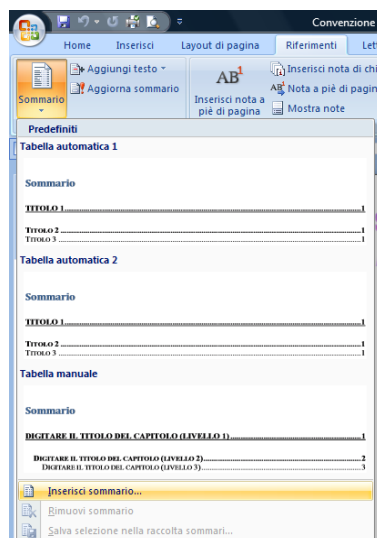 Convenzione
Home Inserisci Layout di pagina Riferimenti Let
Sommario
Aggiungi testo
Aggiorna sommario
AB1
Inserisci nota a
piè di pagina
Inserisci nota di chi
AB Nota a piè di pagin
Mostra note
Predefiniti
Tabella automatica 1
Sommario
TITOLO 1...1
TITOLO 2...1
TITOLO 3...1
Tabella automatica 2
Sommario
TITOLO 1...1
TITOLO 2...1
TITOLO 3...1
Tabella manuale
Sommario
DIGITARE IL TITOLO DEL CAPITOLO (LIVELLO 1)...1
DIGITARE IL TITOLO DEL CAPITOLO (LIVELLO 2)...2
DIGITARE IL TITOLO DEL CAPITOLO (LIVELLO 3)...3
Inserisci sommario...
Rimuovi sommario
Salva selezione nella raccolta sommari...